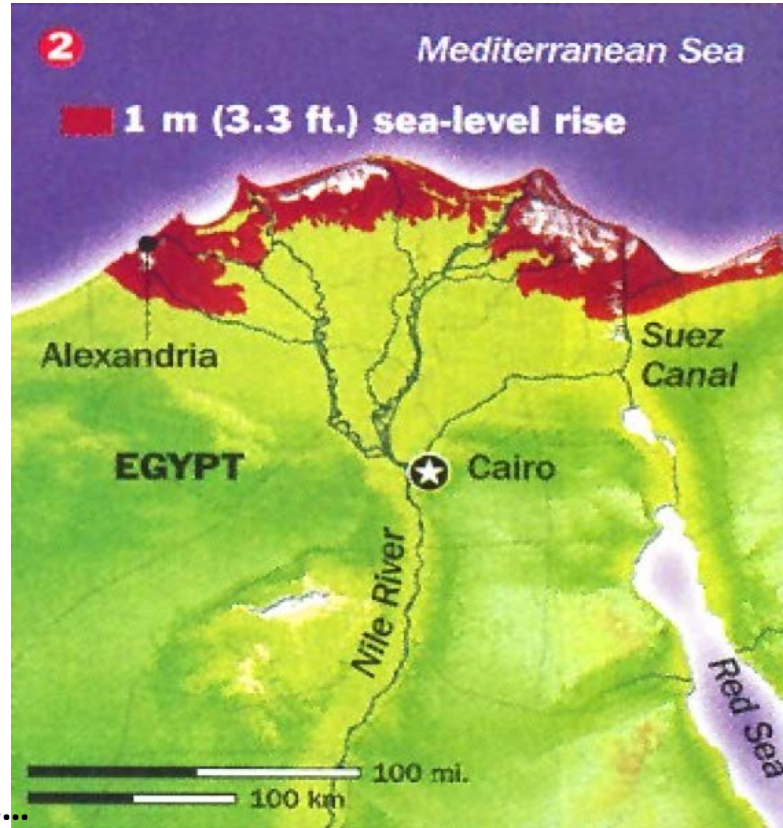 2
Mediterranean Sea
1 m (3.3 ft.) sea-level rise
Alexandria
Suez
Canal
EGYPT
Cairo
Nile River
Red Sea
100 mi.
100 km
...